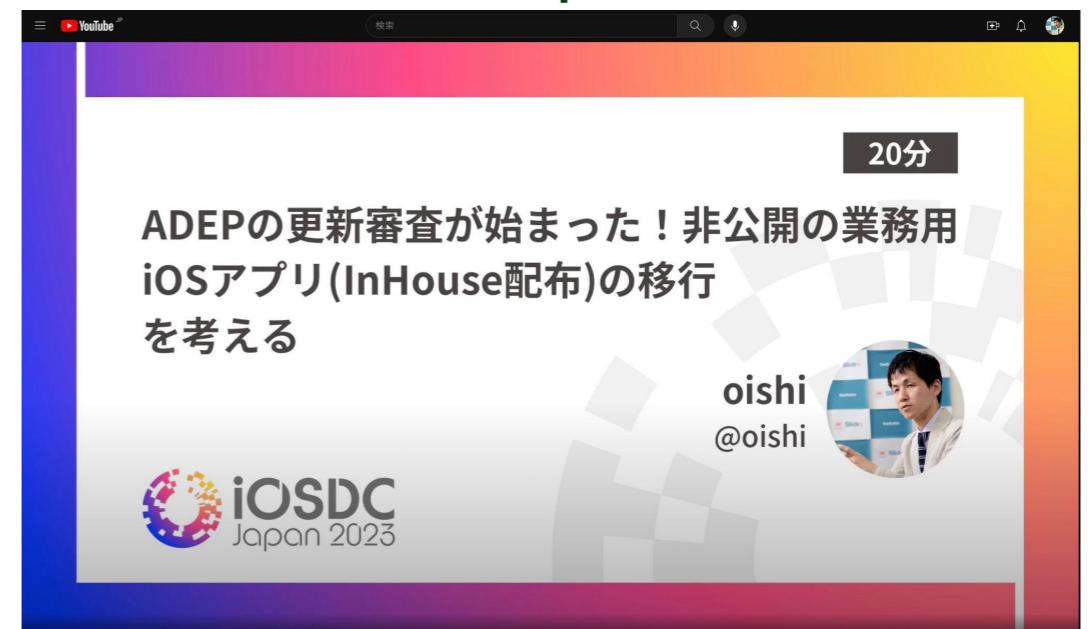 YouTube JP
検索
20分
ADEPの更新審査が始まった！非公開の業務用
iOSアプリ(InHouse配布)の移行
を考える
oishi
@oishi
iOSDC
Japan 2023